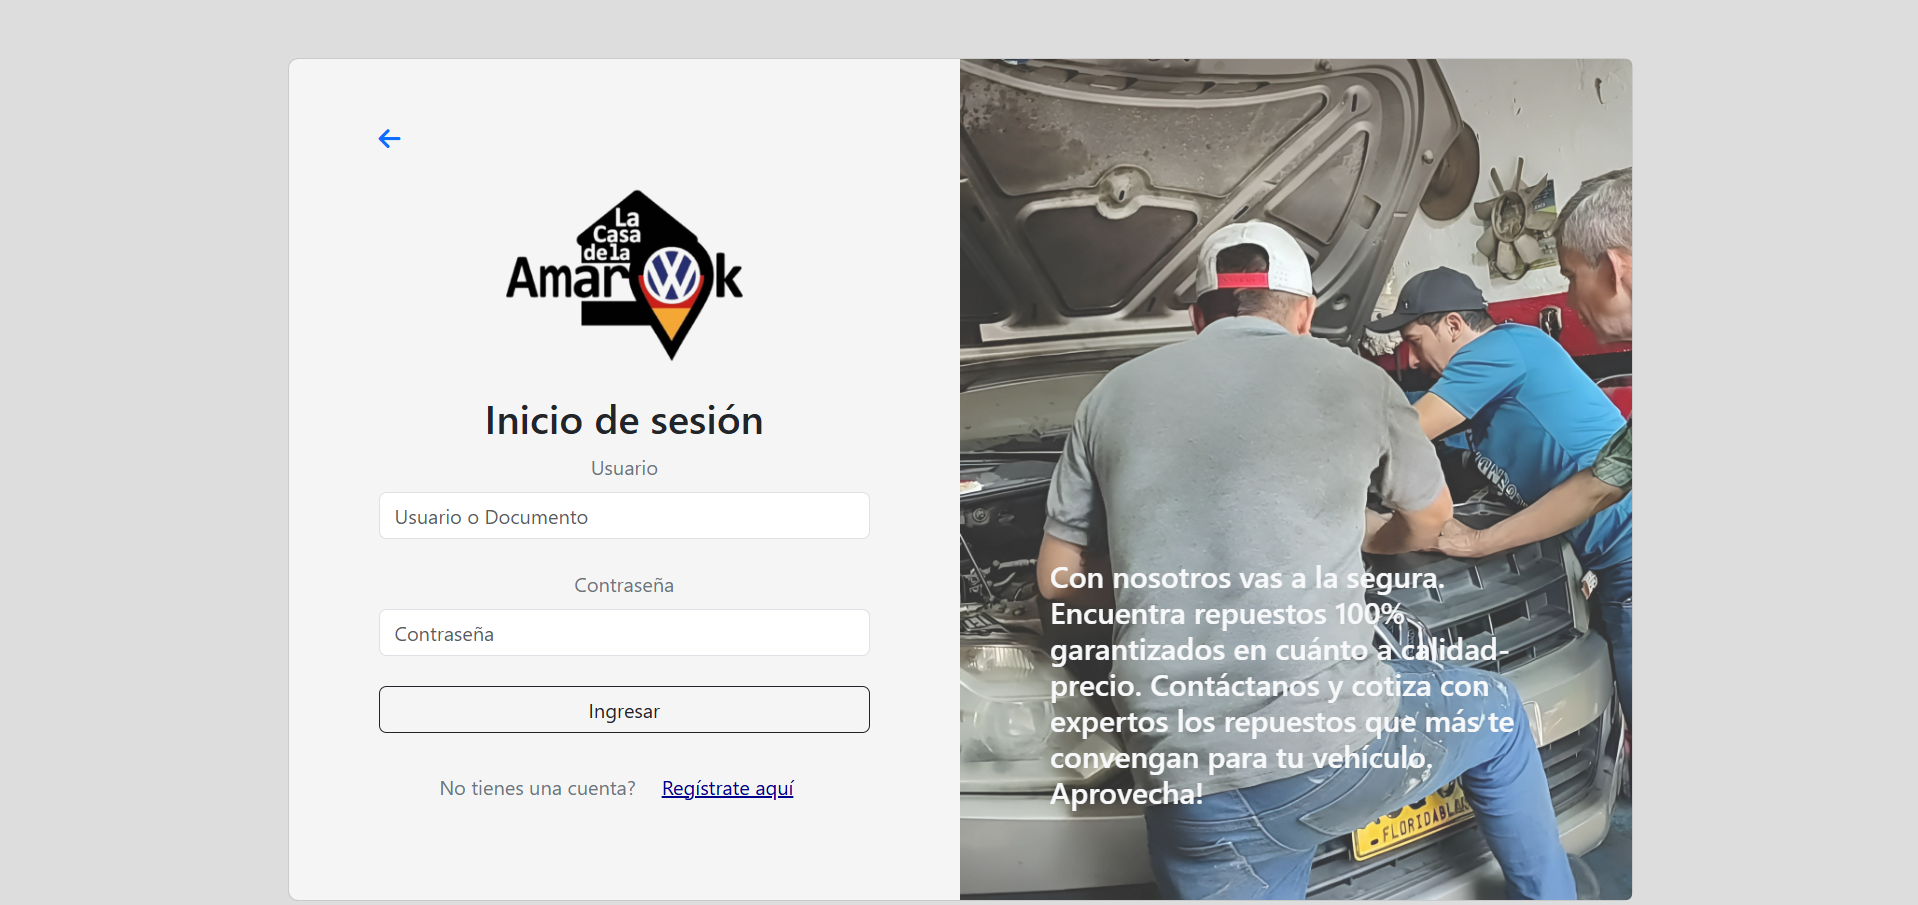 La
Casa
de la
Amarok
Inicio de sesión
Usuario
Usuario o Documento
Contraseña
Contraseña
Ingresar
No tienes una cuenta? Regístrate aquí
Con nosotros vas a la segura.
Encuentra repuestos 100%
garantizados en cuánto a calidad-
precio. Contáctanos y cotiza con
expertos los repuestos que más te
convengan para tu vehículo.
Aprovecha!